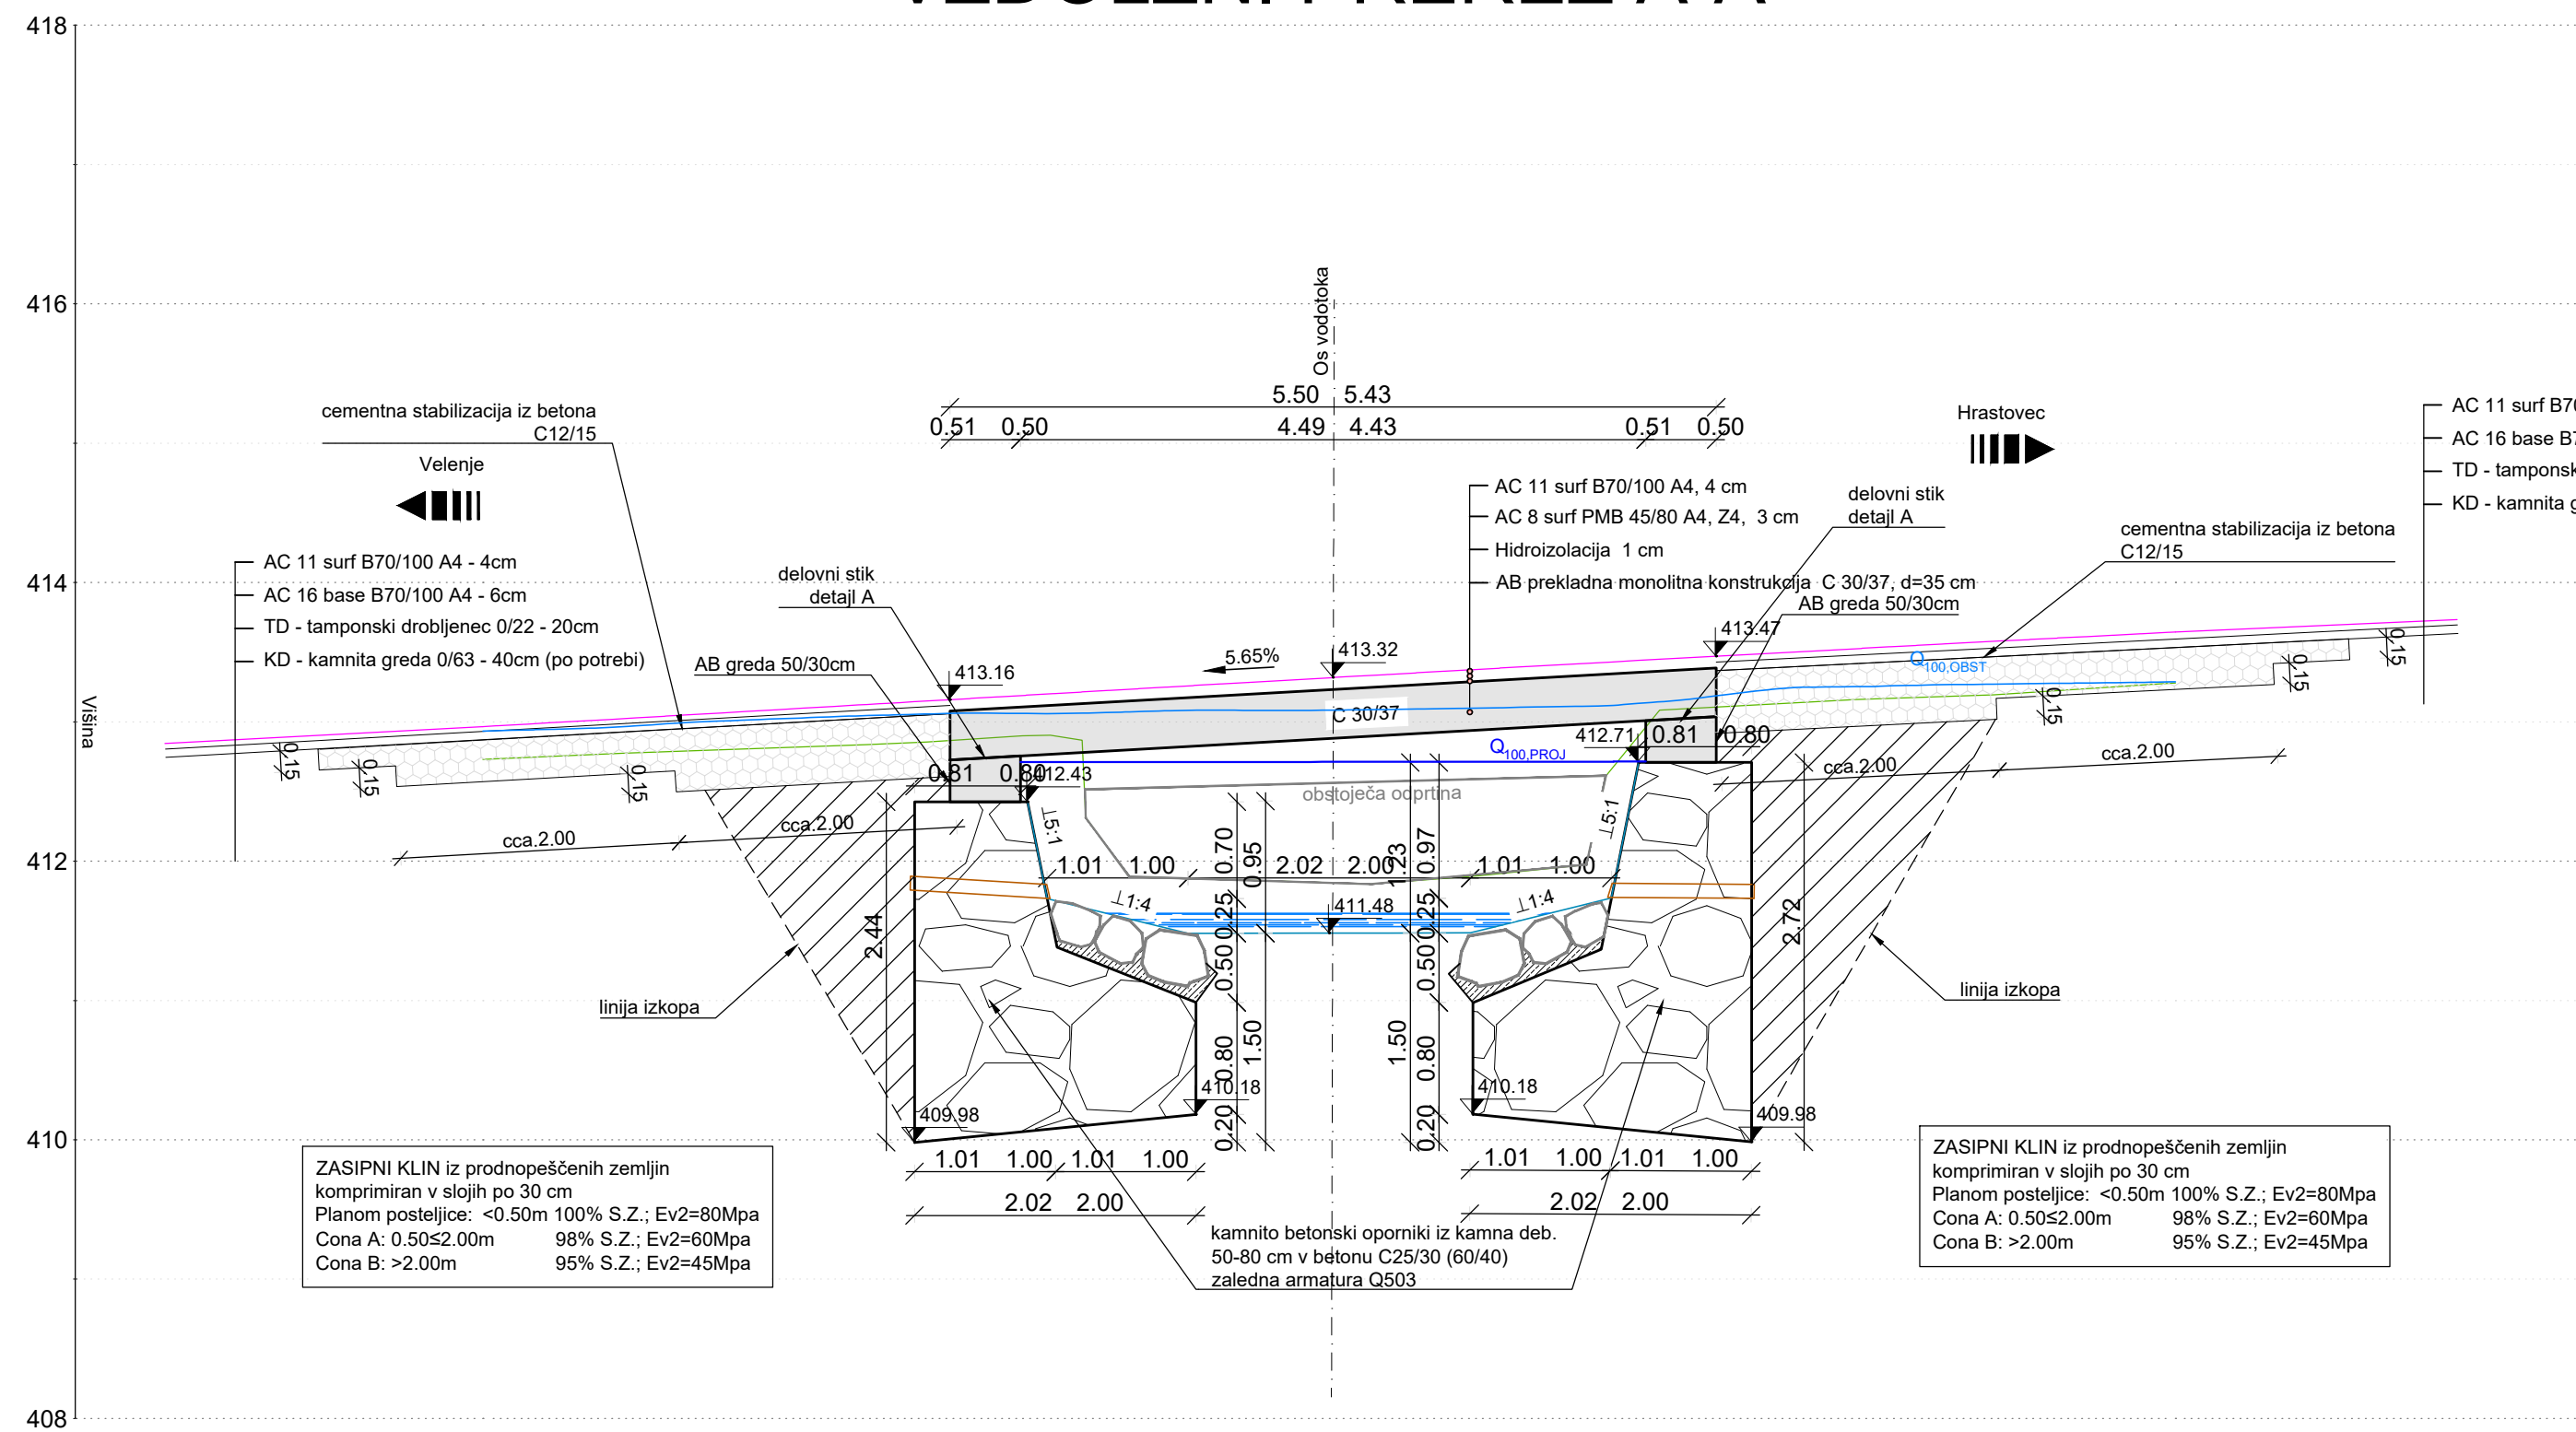 418
416
414
412
410
408
Višina
Os vodotoka
5.50 5.43
0.51 0.50 4.49 4.43 0.51 0.50
cementna stabilizacija iz betona
C12/15
Velenje
AC 11 surf B70/100 A4 - 4cm
AC 16 base B70/100 A4 - 6cm
TD - tamponski drobljenec 0/22 - 20cm
KD - kamnita greda 0/63 - 40cm (po potrebi)
delovni stik
detajl A
AB greda 50/30cm
413.16
5.65%
413.32
AC 11 surf B70/100 A4, 4 cm
AC 8 surf PMB 45/80 A4, Z4, 3 cm
Hidroizolacija 1 cm
AB prekladna monolitna konstrukcija C 30/37, d=35 cm
AB greda 50/30cm
delovni stik
detajl A
Hrastovec
cementna stabilizacija iz betona
C12/15
AC 11 surf
AC 16 base
TD -
KD - kamnita
413.47
Q100,OBST
C 30/37
Q100,PROJ
412.71
0.81 0.80
0.81 0.80
412.43
obstoječa odprtina
0.15
0.15
0.15
0.15
0.15
0.15
cca.2.00
cca.2.00
cca.2.00
cca.2.00
⊥5:1
⊥5:1
1.01 1.00
2.02 2.00
1.01 1.00
⊥1:4
⊥1:4
411.48
0.70
0.25
0.50
0.80
0.20
0.95
1.50
1.23
1.50
0.97
0.25
0.50
0.80
0.20
2.44
2.72
linija izkopa
linija izkopa
409.98
410.18
410.18
409.98
1.01 1.00 1.01 1.00
2.02 2.00
1.01 1.00 1.01 1.00
2.02 2.00
kamnito betonski oporniki iz kamna deb.
50-80 cm v betonu C25/30 (60/40)
zaledna armatura Q503
ZASIPNI KLIN iz prodnopeščenih zemljin
komprimiran v slojih po 30 cm
Planom posteljice: <0.50m 100% S.Z.; Ev2=80Mpa
Cona A: 0.50≤2.00m 98% S.Z.; Ev2=60Mpa
Cona B: >2.00m 95% S.Z.; Ev2=45Mpa
ZASIPNI KLIN iz prodnopeščenih zemljin
komprimiran v slojih po 30 cm
Planom posteljice: <0.50m 100% S.Z.; Ev2=80Mpa
Cona A: 0.50≤2.00m 98% S.Z.; Ev2=60Mpa
Cona B: >2.00m 95% S.Z.; Ev2=45Mpa